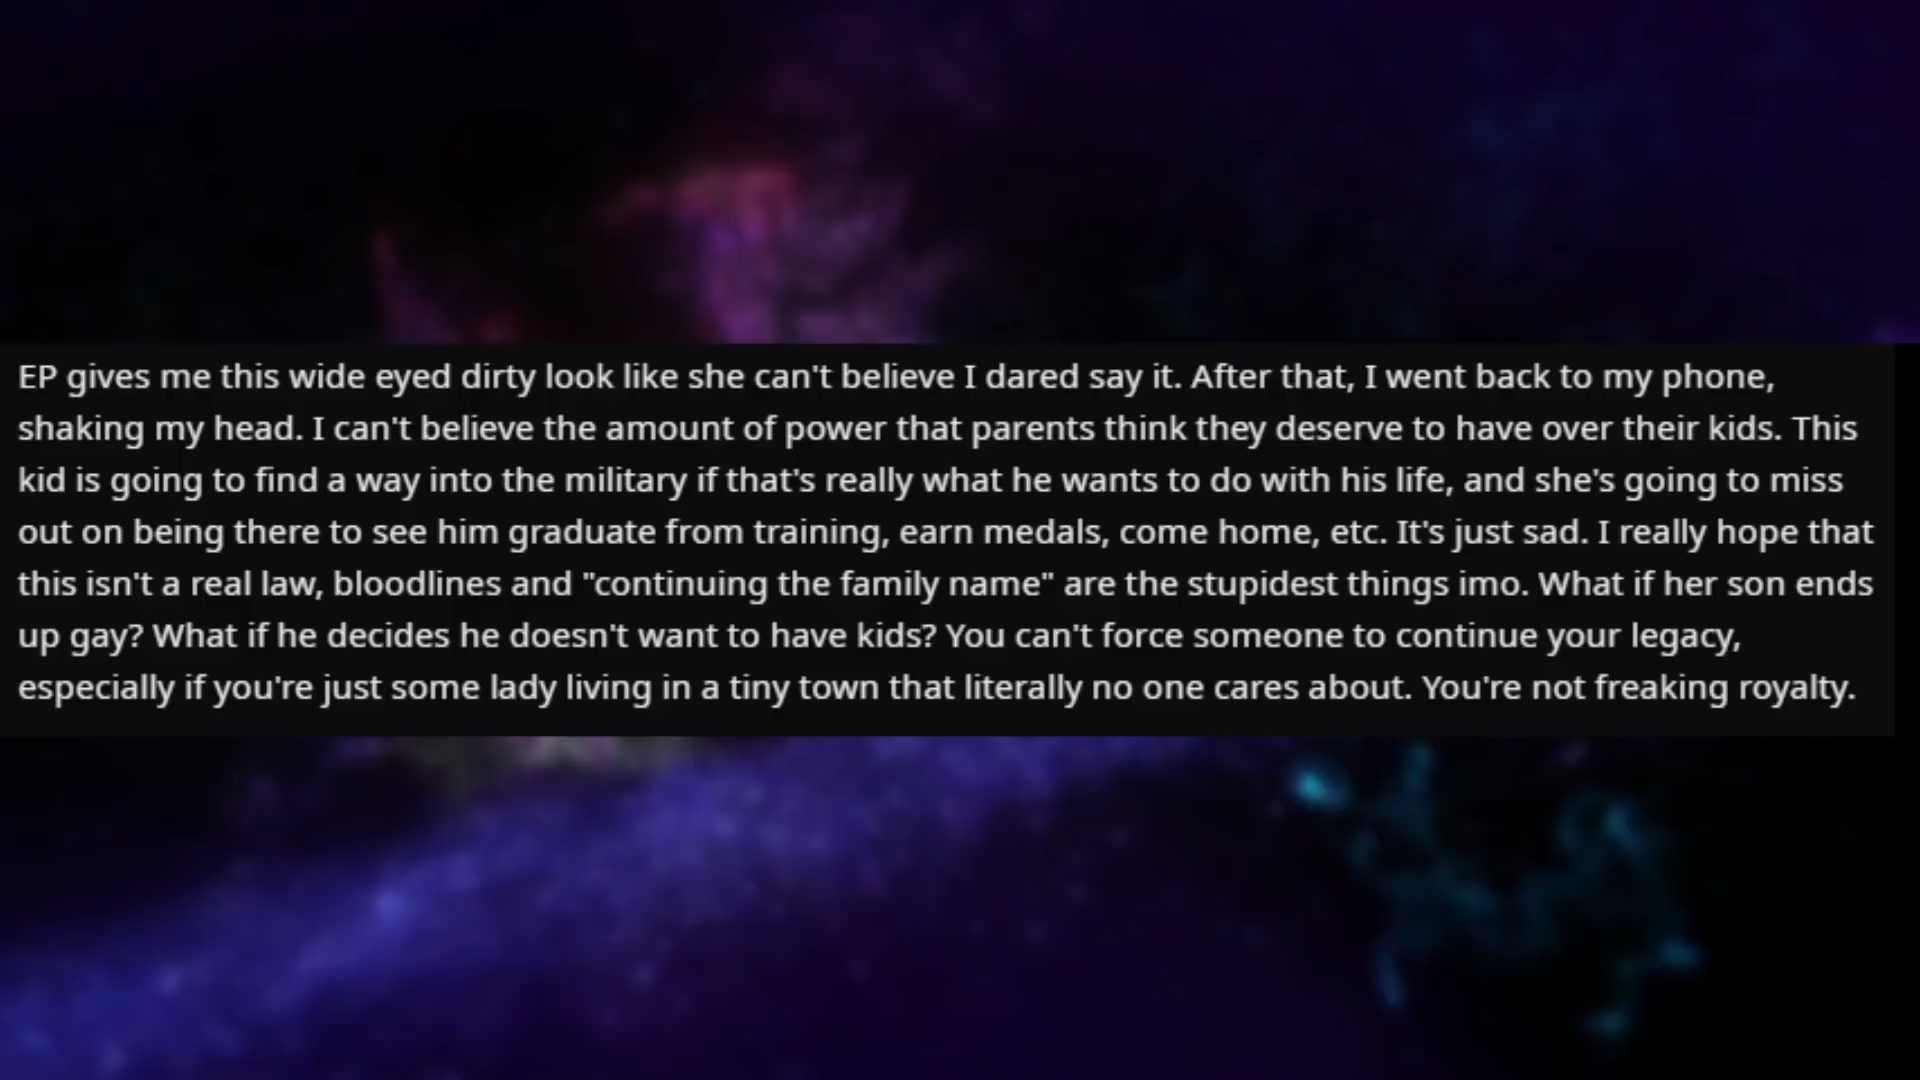 EP gives me this wide eyed dirty look like she can't believe I dared say it. After that, I went back to my phone,
shaking my head. I can't believe the amount of power that parents think they deserve to have over their kids. This
kid is going to find a way into the military if that's really what he wants to do with his life, and she's going to miss
out on being there to see him graduate from training, earn medals, come home, etc. It's just sad. I really hope that
this isn't a real law, bloodlines and "continuing the family name" are the stupidest things imo. What if her son ends
up gay? What if he decides he doesn't want to have kids? You can't force someone to continue your legacy,
especially if you're just some lady living in a tiny town that literally no one cares about. You're not freaking royalty.